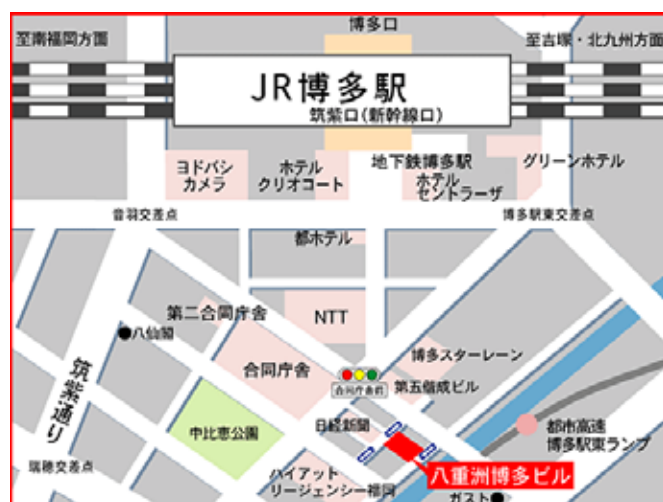 博多口
至南福岡方面
至吉塚・北九州方面
JR博多駅
筑紫口(新幹線口)
ヨドバシ
カメラ
ホテル
クリオコート
地下鉄博多駅
ホテル
セントラーザ
グリーンホテル
音羽交差点
博多駅東交差点
都ホテル
第二合同庁舎
NTT
八仙閣
合同庁舎
博多スターレーン
合同庁舎前
第五偕成ビル
筑紫通り
中比恵公園
日経新聞
都市高速
博多駅東ランプ
瑞穂交差点
ハイアット
リージェンシー福岡
八重洲博多ビル
ガスト